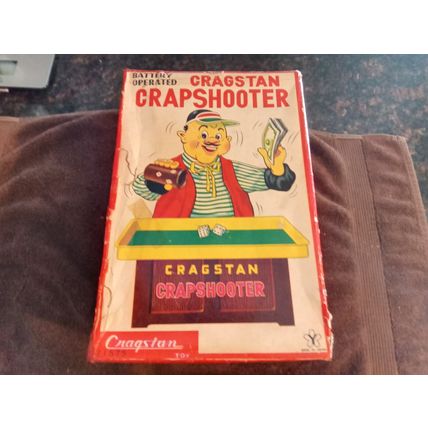 BATTERY
OPERATED
CRAGSTAN
CRAPSHOOTER
CRAGSTAN
CRAPSHOOTER
Cragstan
TOY
Y